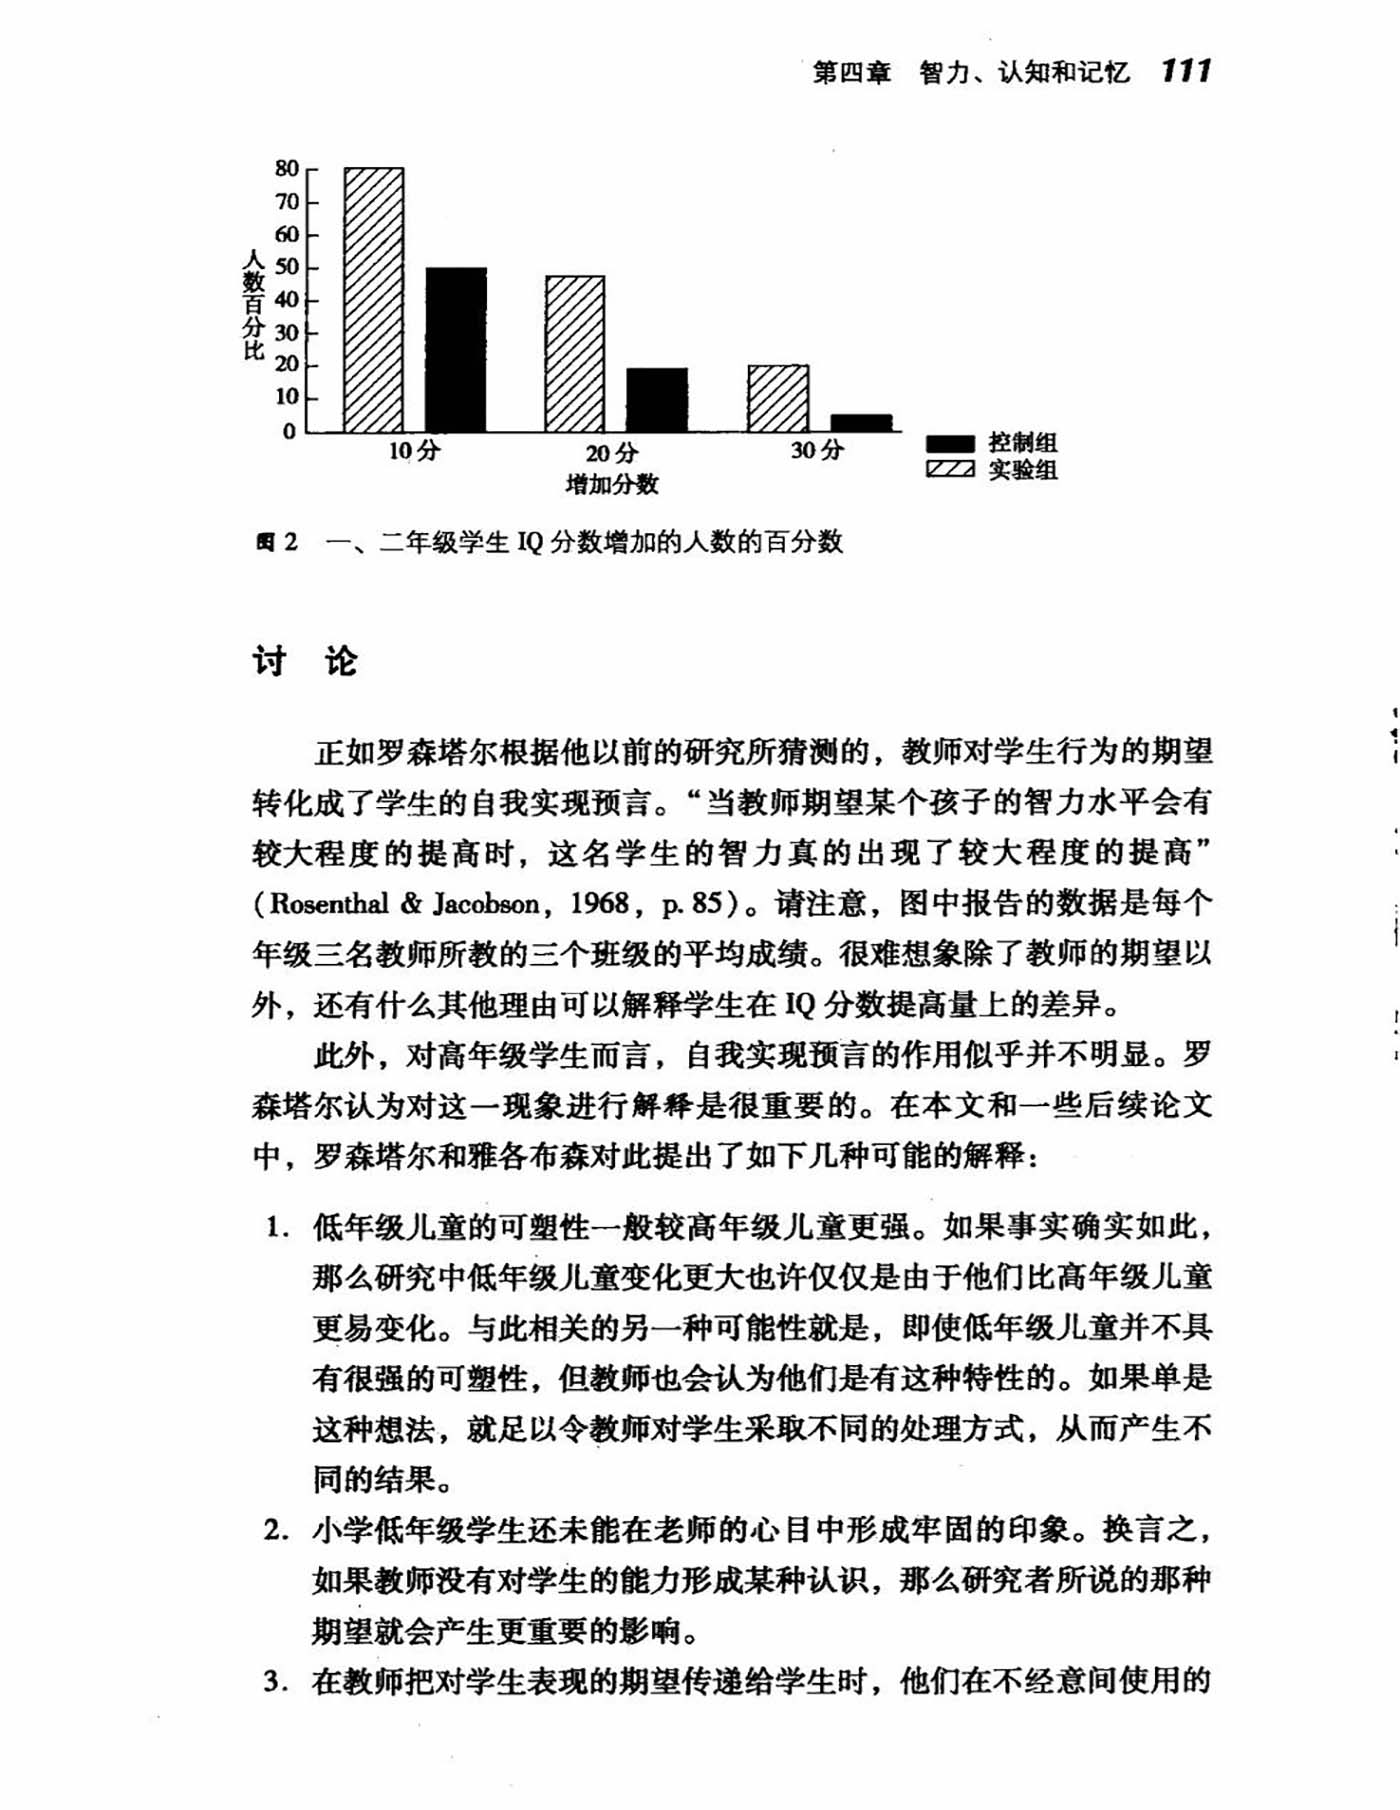 第四章 智力、认知和记忆 111
80
70
60
50
40
30
20
10
0
人数百分比
10分 20分 30分
增加分数
控制组
实验组
图2 一、二年级学生 IQ 分数增加的人数的百分数
讨 论
正如罗森塔尔根据他以前的研究所猜测的，教师对学生行为的期望
转化成了学生的自我实现预言。“当教师期望某个孩子的智力水平会有
较大程度的提高时，这名学生的智力真的出现了较大程度的提高”
(Rosenthal & Jacobson，1968，p. 85)。请注意，图中报告的数据是每个
年级三名教师所教的三个班级的平均成绩。很难想象除了教师的期望以
外，还有什么其他理由可以解释学生在 IQ 分数提高量上的差异。
此外，对高年级学生而言，自我实现预言的作用似乎并不明显。罗
森塔尔认为对这一现象进行解释是很重要的。在本文和一些后续论文
中，罗森塔尔和雅各布森对此提出了如下几种可能的解释：
1. 低年级儿童的可塑性一般较高年级儿童更强。如果事实确实如此，
那么研究中低年级儿童变化更大也许仅仅是由于他们比高年级儿童
更易变化。与此相关的另一种可能性就是，即使低年级儿童并不具
有很强的可塑性，但教师也会认为他们是有这种特性的。如果单是
这种想法，就足以令教师对学生采取不同的处理方式，从而产生不
同的结果。
2. 小学低年级学生还未能在老师的心目中形成牢固的印象。换言之，
如果教师没有对学生的能力形成某种认识，那么研究者所说的那种
期望就会产生更重要的影响。
3. 在教师把对学生表现的期望传递给学生时，他们在不经意间使用的